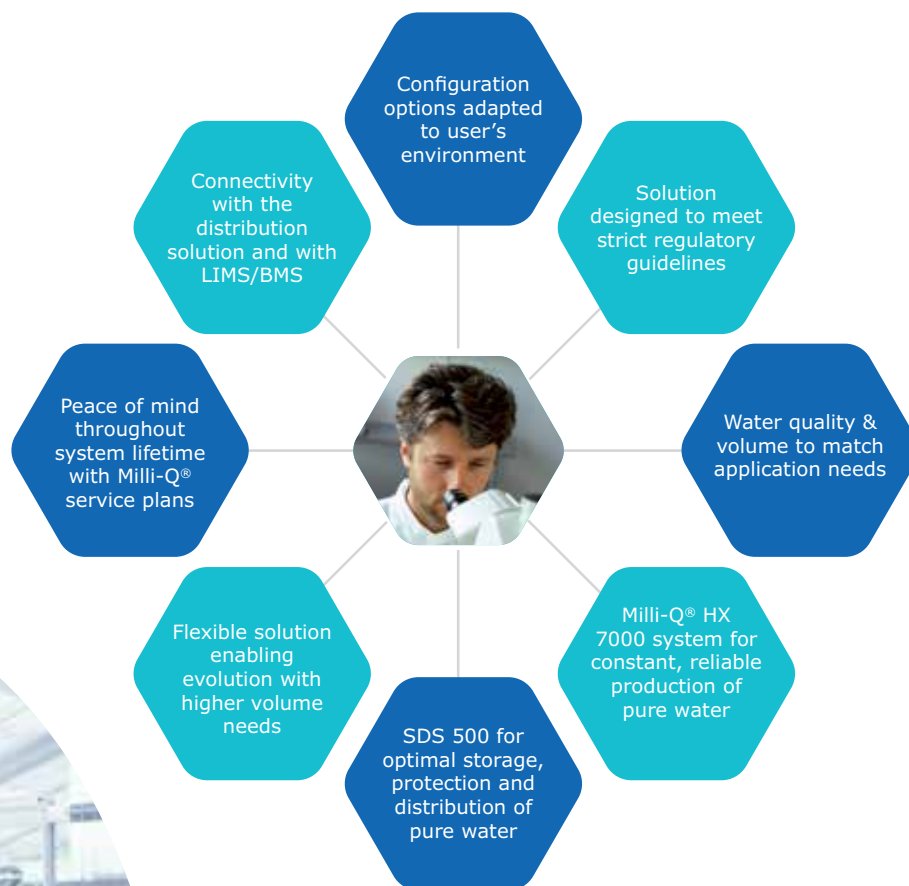 Configuration
options adapted
to user’s
environment
Solution
designed to meet
strict regulatory
guidelines
Water quality &
volume to match
application needs
Milli-Q® HX
7000 system for
constant, reliable
production of
pure water
SDS 500 for
optimal storage,
protection and
distribution of
pure water
Flexible solution
enabling
evolution with
higher volume
needs
Peace of mind
throughout
system lifetime
with Milli-Q®
service plans
Connectivity
with the
distribution
solution and with
LIMS/BMS